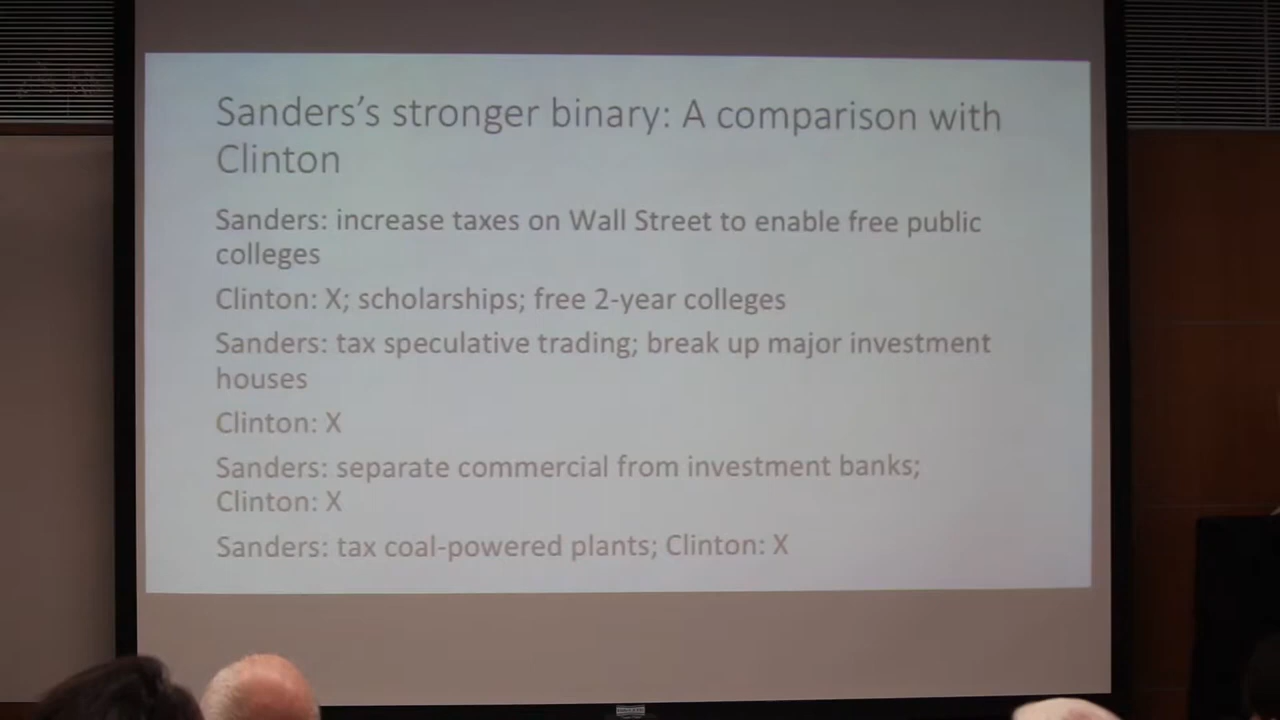 Sanders's stronger binary: A comparison with
Clinton
Sanders: increase taxes on Wall Street to enable free public
colleges
Clinton: X; scholarships; free 2-year colleges
Sanders: tax speculative trading; break up major investment
houses
Clinton: X
Sanders: separate commercial from investment banks;
Clinton: X
Sanders: tax coal-powered plants; Clinton: X